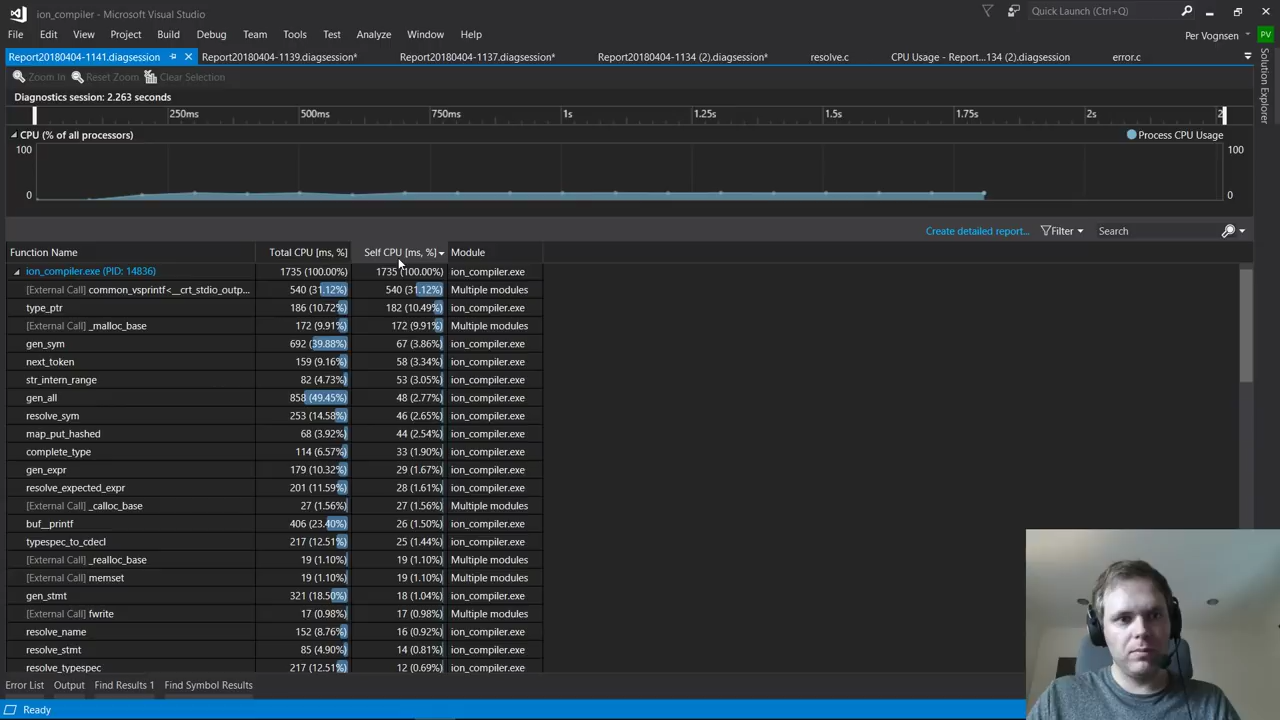 ion_compiler - Microsoft Visual Studio
Quick Launch (Ctrl+Q)
File Edit View Project Build Debug Team Tools Test Analyze Window Help
Per Vognsen PV
Report20180404-1141.diagsession Report20180404-1139.diagsession* Report20180404-1137.diagsession* Report20180404-1134 (2).diagsession* resolve.c CPU Usage - Report...134 (2).diagsession error.c
Solution Explorer
Zoom In Reset Zoom Clear Selection
Diagnostics session: 2.263 seconds
250ms 500ms 750ms 1s 1.25s 1.5s 1.75s 2s 2
CPU (% of all processors) Process CPU Usage
100 100
0 0
Create detailed report... Filter Search
Function Name Total CPU [ms, %] Self CPU [ms, %] Module
ion_compiler.exe (PID: 14836) 1735 (100.00%) 1735 (100.00%) ion_compiler.exe
[External Call] common_vsprintf<__crt_stdio_outp... 540 (31.12%) 540 (31.12%) Multiple modules
type_ptr 186 (10.72%) 182 (10.49%) ion_compiler.exe
[External Call] _malloc_base 172 (9.91%) 172 (9.91%) Multiple modules
gen_sym 692 (39.88%) 67 (3.86%) ion_compiler.exe
next_token 159 (9.16%) 58 (3.34%) ion_compiler.exe
str_intern_range 82 (4.73%) 53 (3.05%) ion_compiler.exe
gen_all 858 (49.45%) 48 (2.77%) ion_compiler.exe
resolve_sym 253 (14.58%) 46 (2.65%) ion_compiler.exe
map_put_hashed 68 (3.92%) 44 (2.54%) ion_compiler.exe
complete_type 114 (6.57%) 33 (1.90%) ion_compiler.exe
gen_expr 179 (10.32%) 29 (1.67%) ion_compiler.exe
resolve_expected_expr 201 (11.59%) 28 (1.61%) ion_compiler.exe
[External Call] _calloc_base 27 (1.56%) 27 (1.56%) Multiple modules
buf__printf 406 (23.40%) 26 (1.50%) ion_compiler.exe
typespec_to_cdecl 217 (12.51%) 25 (1.44%) ion_compiler.exe
[External Call] _realloc_base 19 (1.10%) 19 (1.10%) Multiple modules
[External Call] memset 19 (1.10%) 19 (1.10%) Multiple modules
gen_stmt 321 (18.50%) 18 (1.04%) ion_compiler.exe
[External Call] fwrite 17 (0.98%) 17 (0.98%) Multiple modules
resolve_name 152 (8.76%) 16 (0.92%) ion_compiler.exe
resolve_stmt 85 (4.90%) 14 (0.81%) ion_compiler.exe
resolve_typespec 217 (12.51%) 12 (0.69%) ion_compiler.exe
Error List Output Find Results 1 Find Symbol Results
Ready